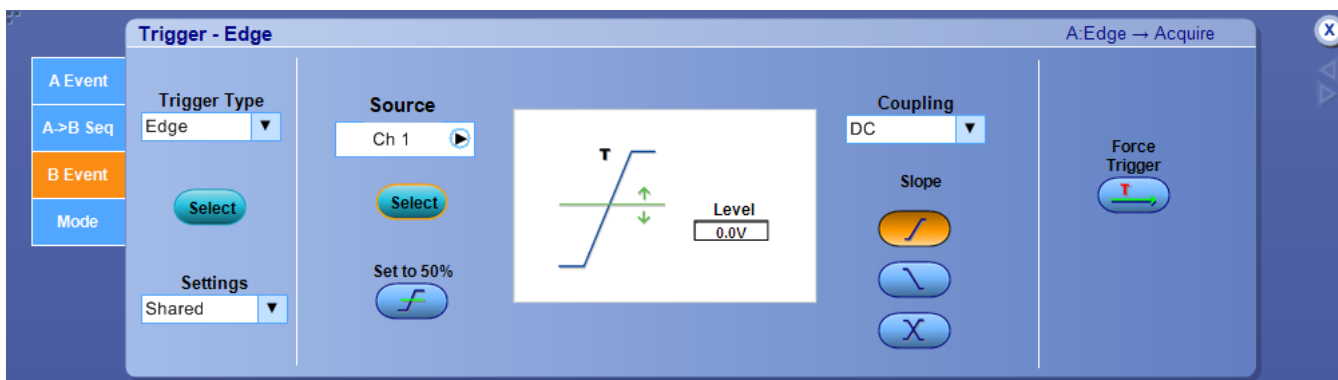 Trigger - Edge
A:Edge → Acquire
X
A Event
A->B Seq
B Event
Mode
Trigger Type
Edge
Select
Settings
Shared
Source
Ch 1
Select
Set to 50%
T
Level
0.0V
Coupling
DC
Slope
Force
Trigger
T